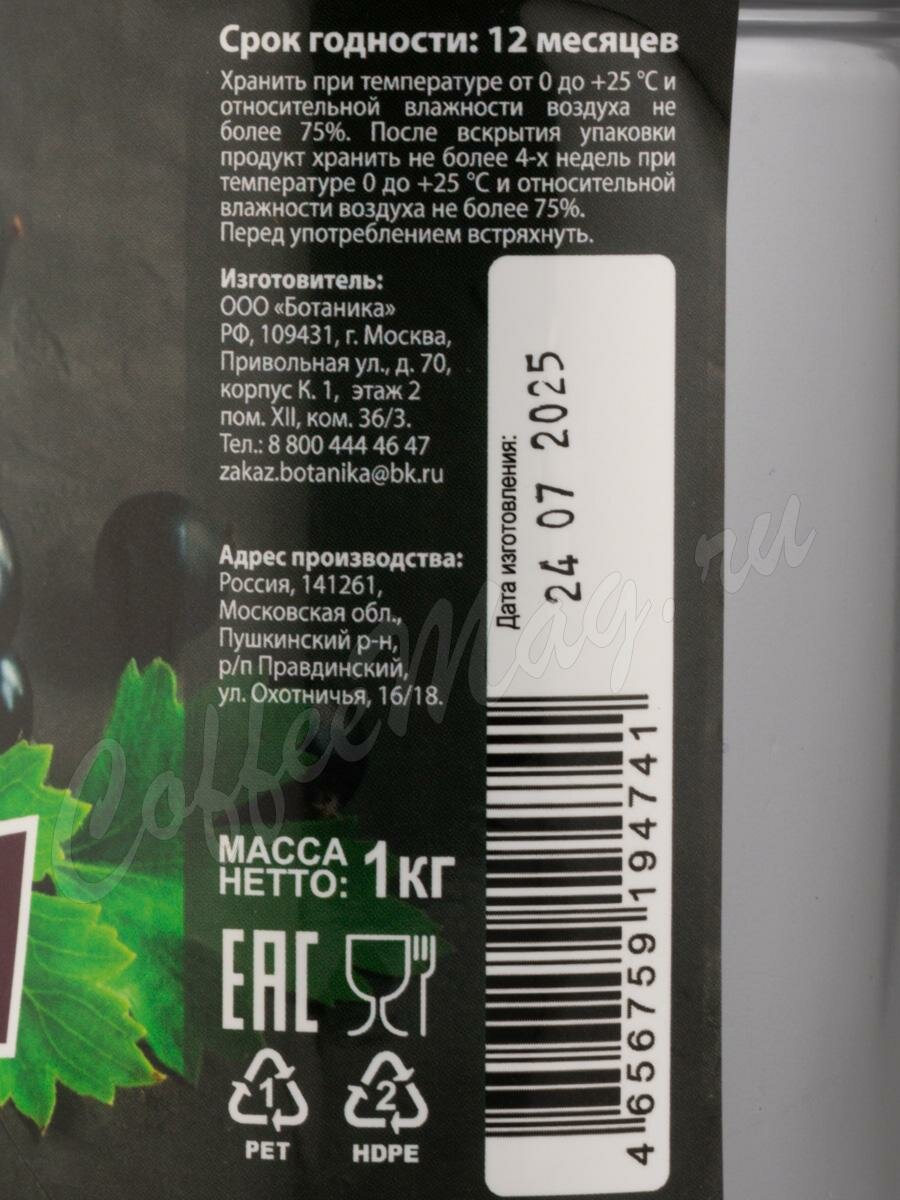 Срок годности: 12 месяцев
Хранить при температуре от 0 до +25 °С и
относительной влажности воздуха не
более 75%. После вскрытия упаковки
продукт хранить не более 4-х недель при
температуре 0 до +25 °С и относительной
влажности воздуха не более 75%.
Перед употреблением встряхнуть.
Изготовитель:
ООО «Ботаника»
РФ, 109431, г. Москва,
Привольная ул., д. 70,
корпус К. 1, этаж 2
пом. XII, ком. 36/3.
Тел.: 8 800 444 46 47
zakaz.botanika@bk.ru
Адрес производства:
Россия, 141261,
Московская обл.,
Пушкинский р-н,
р/п Правдинский,
ул. Охотничья, 16/18.
МАССА
НЕТТО: 1КГ
EAC
1
PET
2
HDPE
Дата изготовления:
24 07 2025
4 656759 194741
CoffeeMag.ru